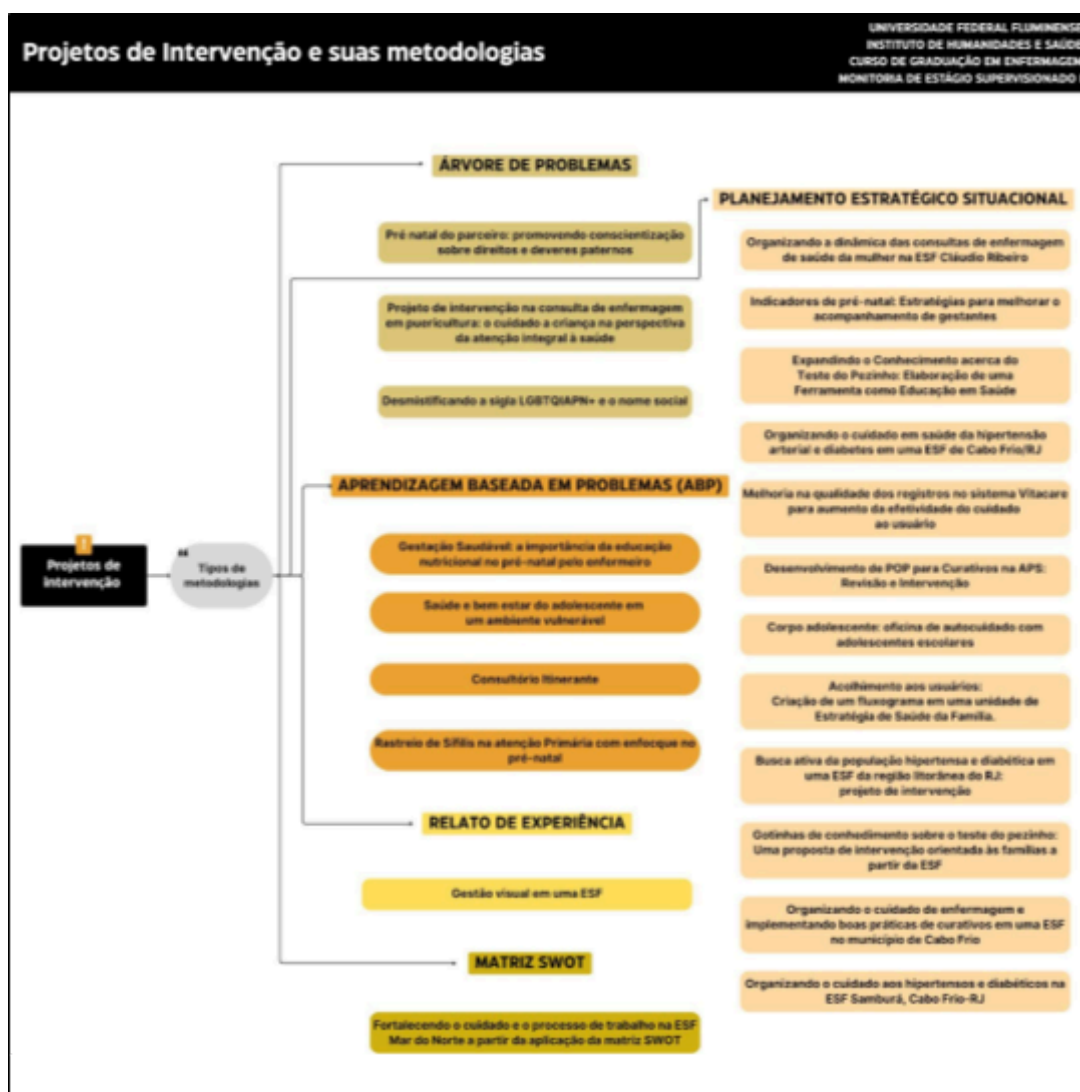 Projetos de Intervenção e suas metodologias
UNIVERSIDADE FEDERAL FLUMINENSE
INSTITUTO DE HUMANIDADES E SAÚDE
CURSO DE GRADUAÇÃO EM ENFERMAGEM
MONITORIA DE ESTÁGIO SUPERVISIONADO
Projetos de
intervenção
Tipos de
metodologias
ÁRVORE DE PROBLEMAS
Pré natal do parceiro: promovendo conscientização
sobre direitos e deveres paternos
Projeto de intervenção na consulta de enfermagem
em puericultura: o cuidado a criança na perspectiva
da atenção integral à saúde
Desmistificando a sigla LGBTQIAPN+ e o nome social
APRENDIZAGEM BASEADA EM PROBLEMAS (ABP)
Gestação Saudável: a importância da educação
nutricional no pré-natal pelo enfermeiro
Saúde e bem estar do adolescente em
um ambiente vulnerável
Consultório Itinerante
Rastreio de Sífilis na atenção Primária com enfocque no
pré-natal
RELATO DE EXPERIÊNCIA
Gestão visual em uma ESF
MATRIZ SWOT
Fortalecendo o cuidado e o processo de trabalho na ESF
Mar do Norte a partir da aplicação da matriz SWOT
PLANEJAMENTO ESTRATÉGICO SITUACIONAL
Organizando a dinâmica das consultas de enfermagem
de saúde da mulher na ESF Cláudio Ribeiro
Indicadores de pré-natal: Estratégias para melhorar o
acompanhamento de gestantes
Expandindo o Conhecimento acerca do
Teste do Pezinho: Elaboração de uma
Ferramenta como Educação em Saúde
Organizando o cuidado em saúde da hipertensão
arterial e diabetes em uma ESF de Cabo Frio/RJ
Melhoria na qualidade dos registros no sistema Vitacare
para aumento da efetividade do cuidado
ao usuário
Desenvolvimento de POP para Curativos na APS:
Revisão e Intervenção
Corpo adolescente: oficina de autocuidado com
adolescentes escolares
Acolhimento aos usuários:
Criação de um fluxograma em uma unidade de
Estratégia de Saúde da Família.
Busca ativa da população hipertensa e diabética em
uma ESF da região litorânea do RJ:
projeto de intervenção
Gotinhas de conhedimento sobre o teste do pezinho:
Uma proposta de intervenção orientada às famílias a
partir da ESF
Organizando o cuidado de enfermagem e
implementando boas práticas de curativos em uma ESF
no município de Cabo Frio
Organizando o cuidado aos hipertensos e diabéticos na
ESF Samburá, Cabo Frio-RJ